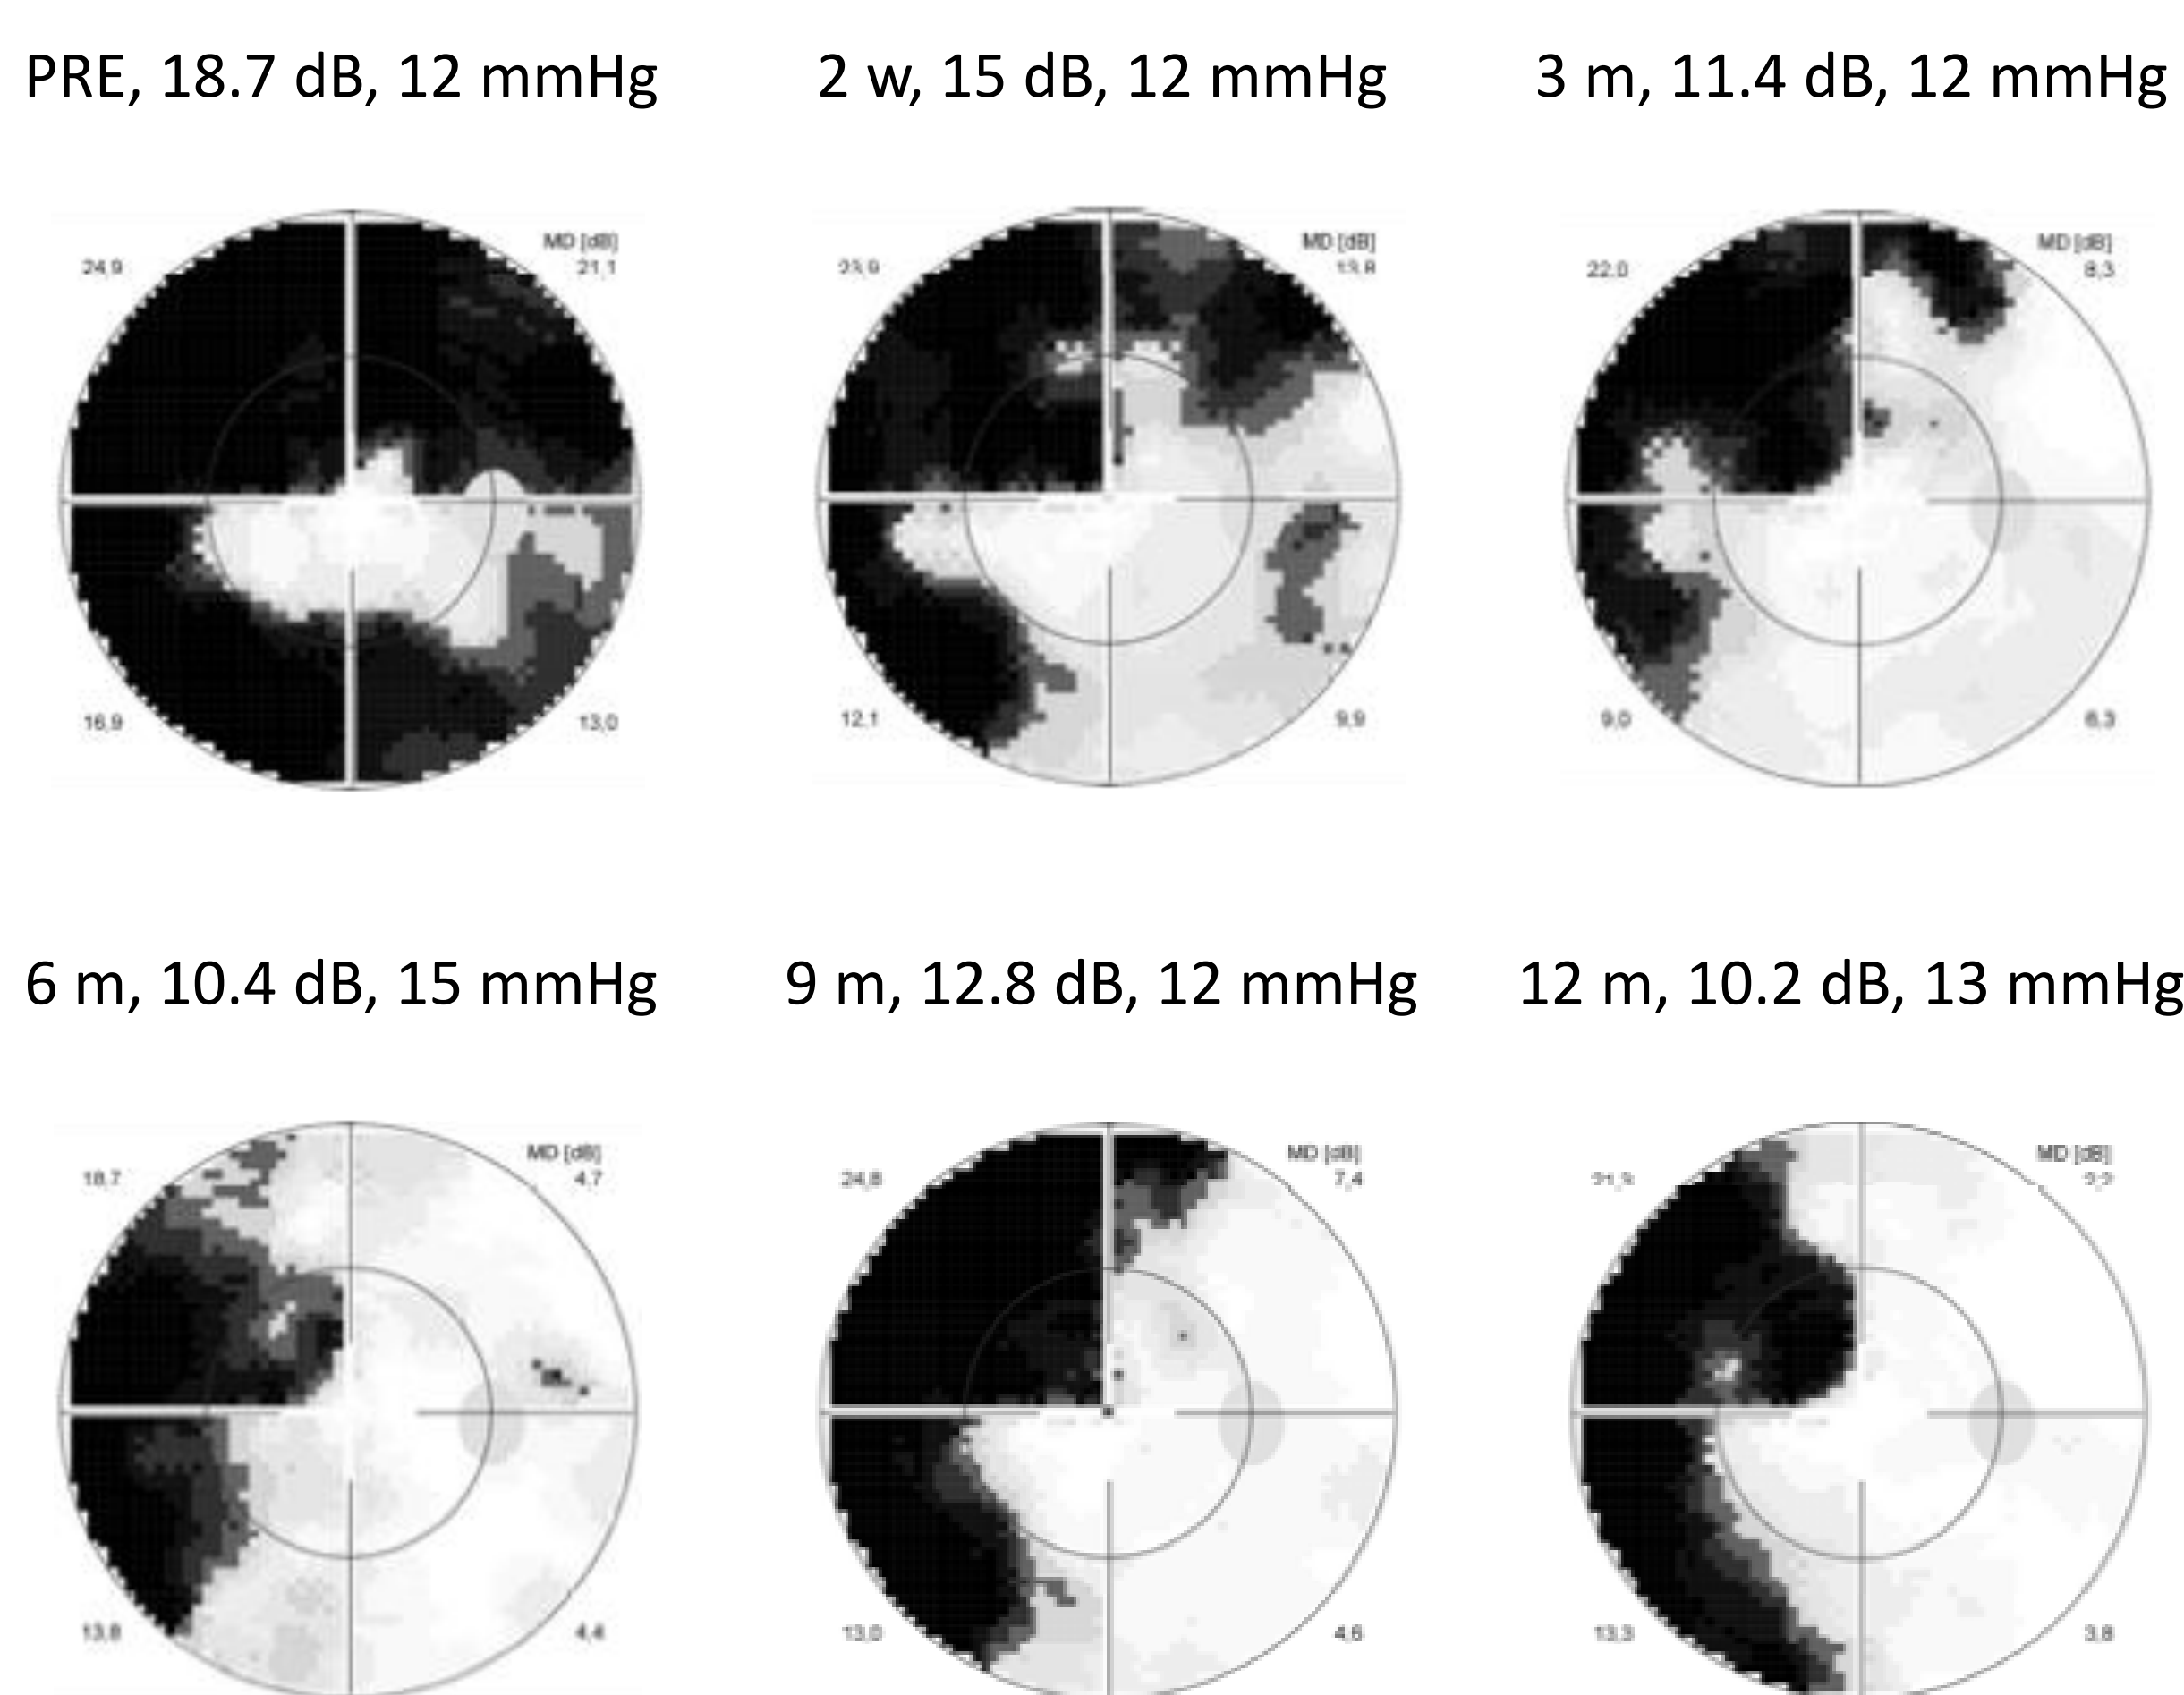 PRE, 18.7 dB, 12 mmHg
2 w, 15 dB, 12 mmHg
3 m, 11.4 dB, 12 mmHg
MD [dB]
24,9
21,1
MD [dB]
23,9
13,8
MD [dB]
22,0
8,3
16,9
13,0
12,1
9,9
9,0
6,3
6 m, 10.4 dB, 15 mmHg
9 m, 12.8 dB, 12 mmHg
12 m, 10.2 dB, 13 mmHg
MD [dB]
18,7
4,7
MD [dB]
24,8
7,4
MD [dB]
13,8
4,4
13,0
4,6
13,3
3,8